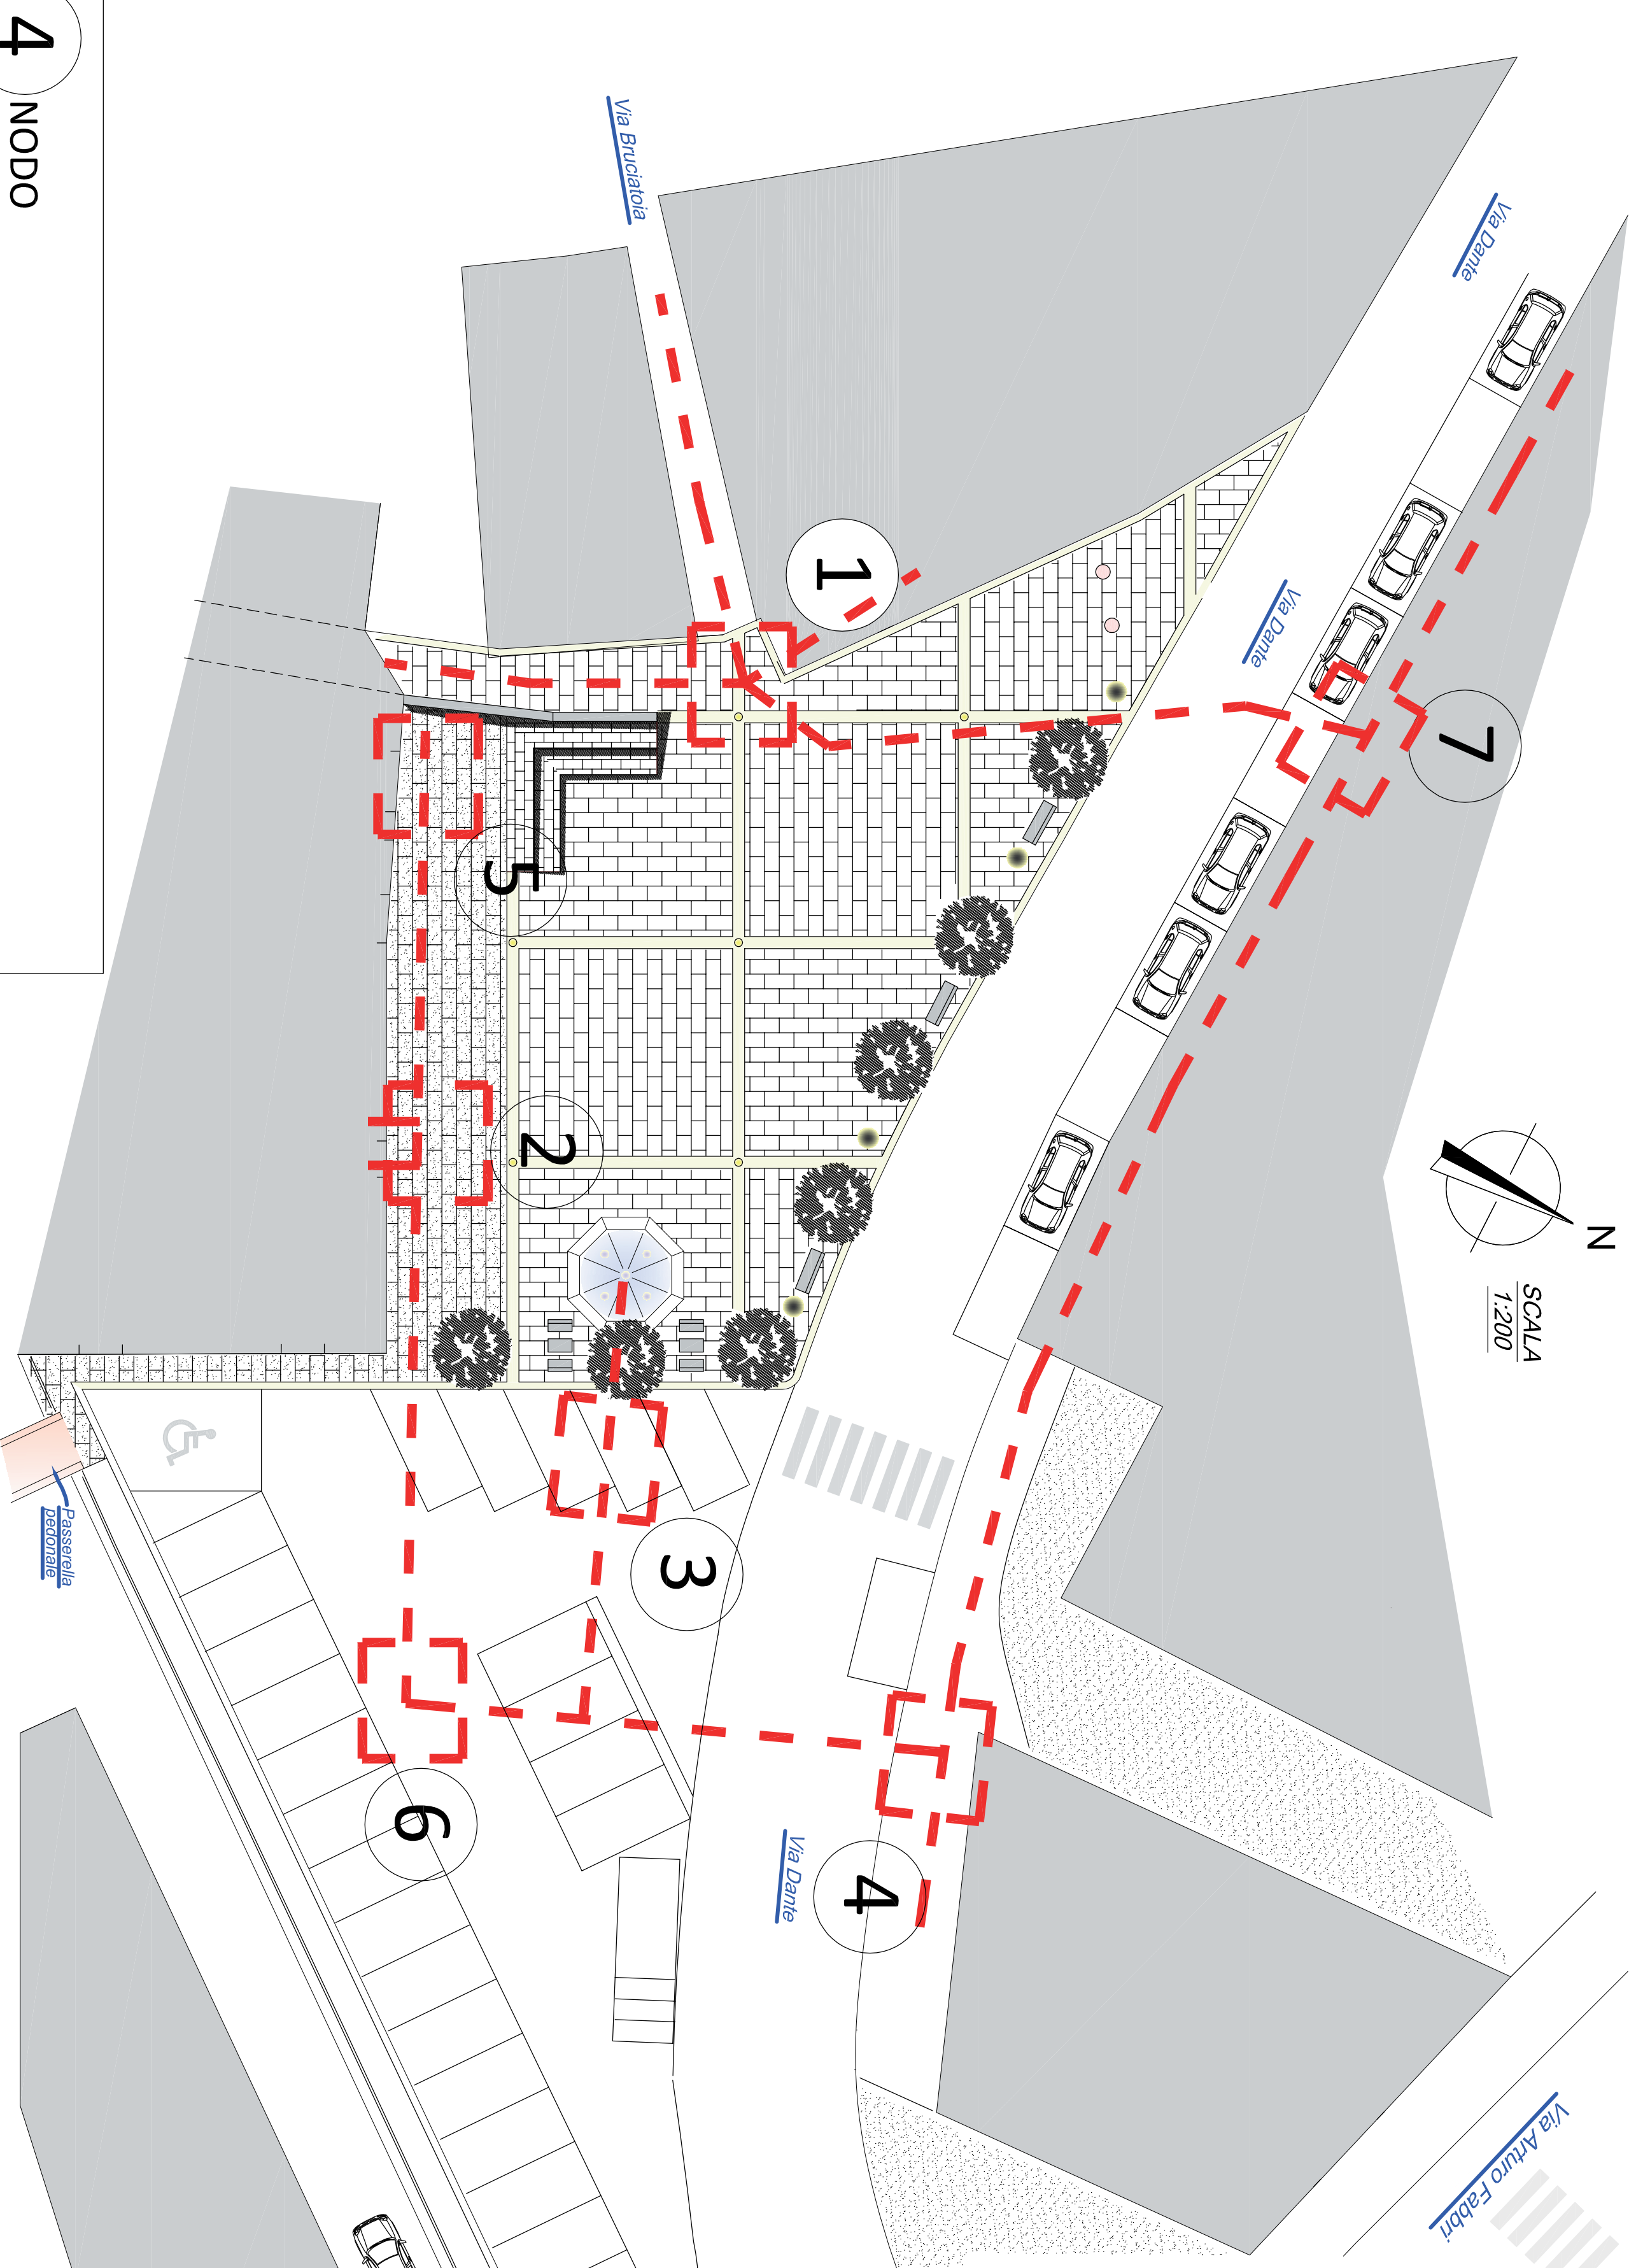 Via Dante
Via Arturo Fabbri
N
SCALA
1:200
7
Via Dante
4
Via Dante
1
3
Via Bruciatoia
2
5
6
Passerella
pedonale
4
NODO